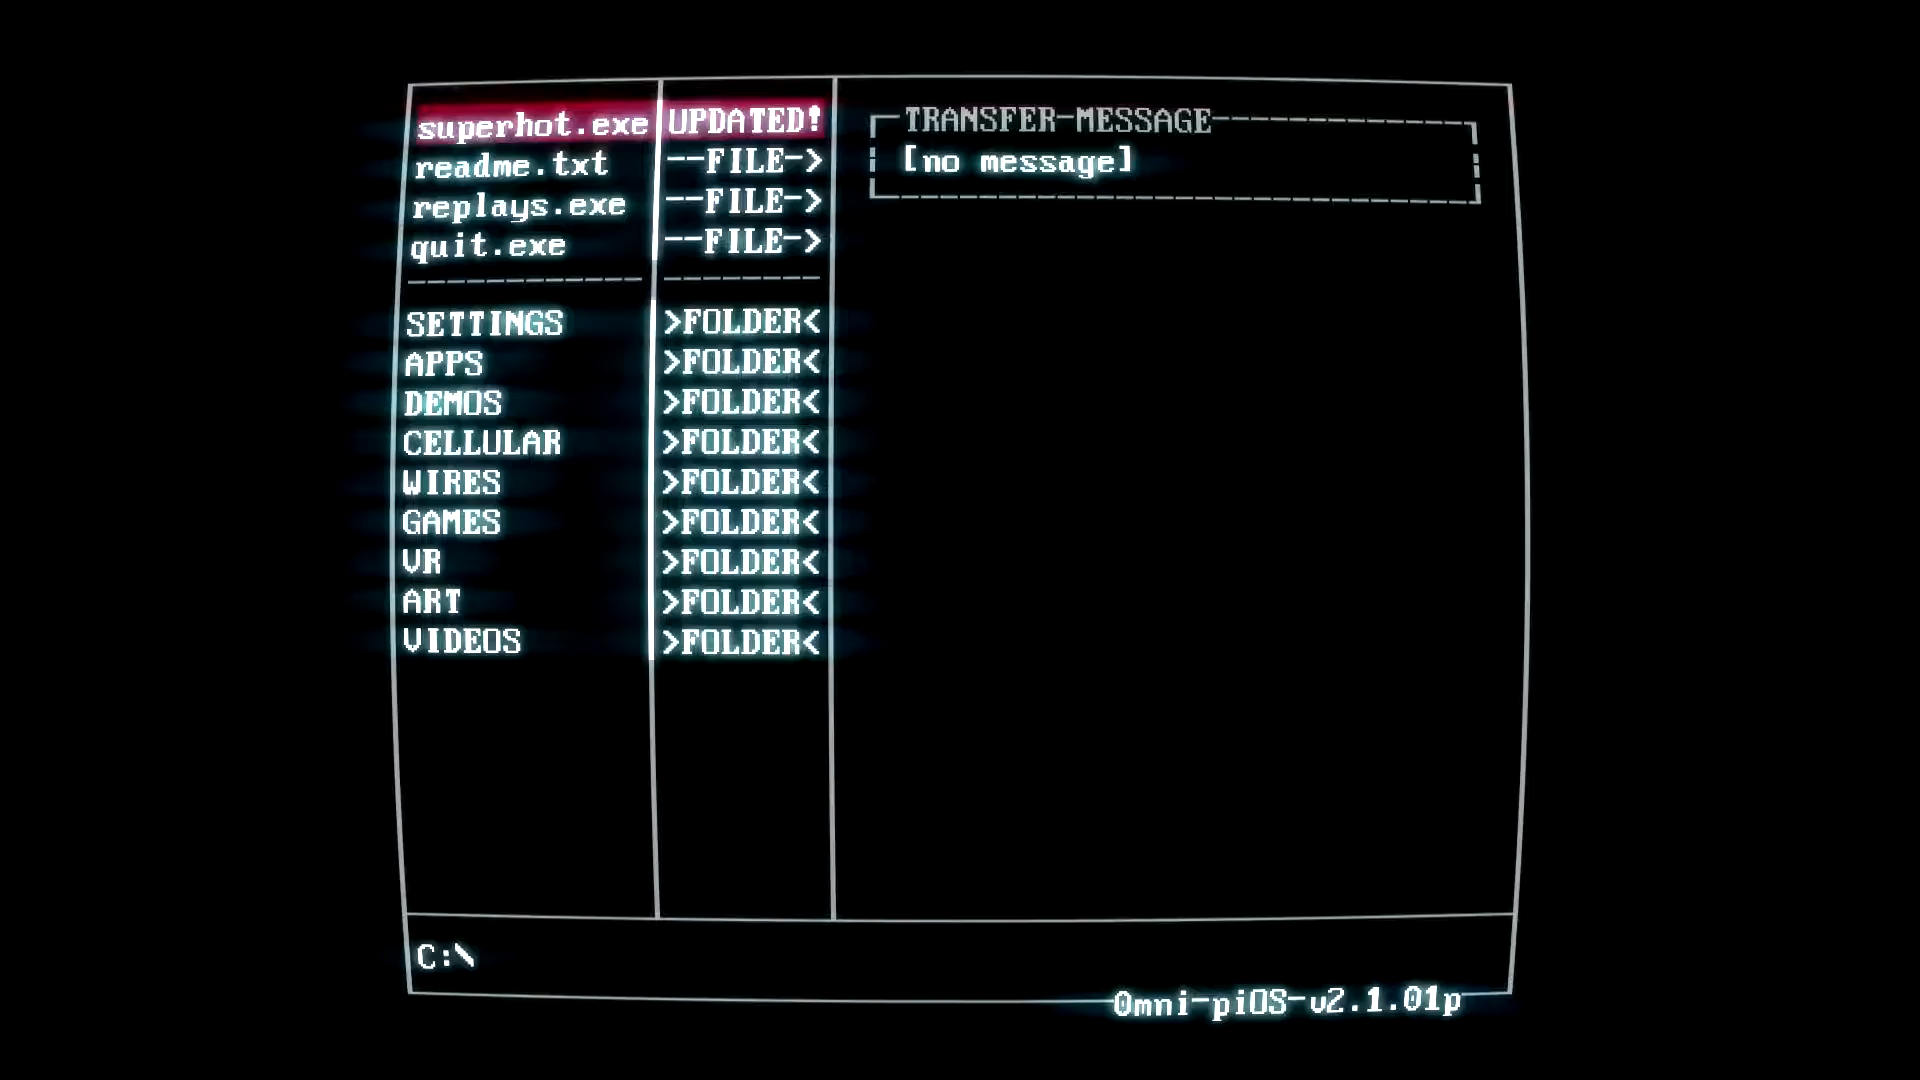 superhot.exe UPDATED!
readme.txt --FILE->
replays.exe --FILE->
quit.exe --FILE->
SETTINGS >FOLDER<
APPS >FOLDER<
DEMOS >FOLDER<
CELLULAR >FOLDER<
WIRES >FOLDER<
GAMES >FOLDER<
VR >FOLDER<
ART >FOLDER<
VIDEOS >FOLDER<
TRANSFER-MESSAGE
[no message]
C:\
0mni-piOS-v2.1.01p